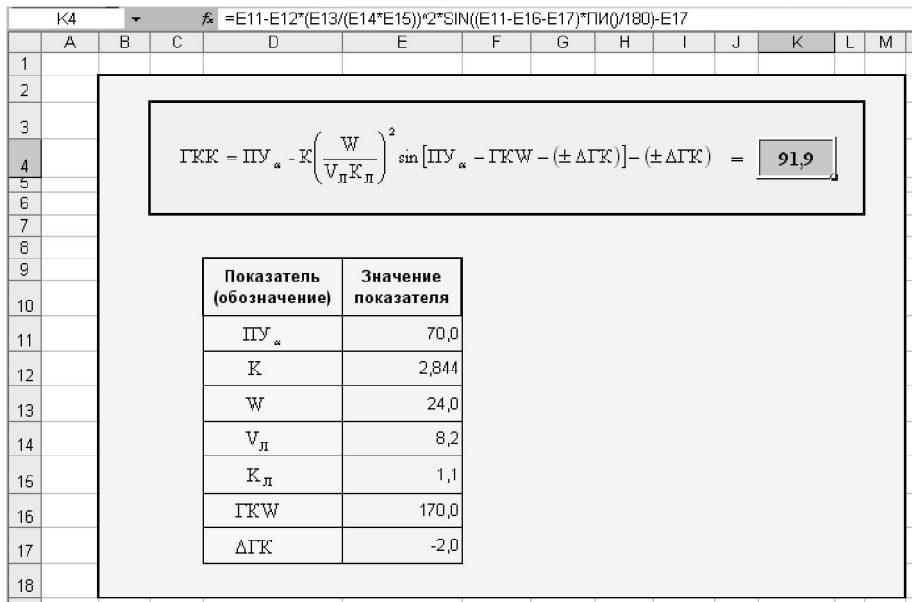 K4 fx =E11-E12*(E13/(E14*E15))^2*SIN((E11-E16-E17)*ПИ()/180)-E17
A B C D E F G H I J K L M
1
2
3
4
5
6
7
8
9
10
11
12
13
14
15
16
17
18
ГКК = ПУα - К(W/VлКл)² sin[ПУα − ГКW − (± ΔГК)] − (± ΔГК) = 91,9
Показатель (обозначение) Значение показателя
ПУα 70,0
К 2,844
W 24,0
Vл 8,2
Кл 1,1
ГКW 170,0
ΔГК -2,0